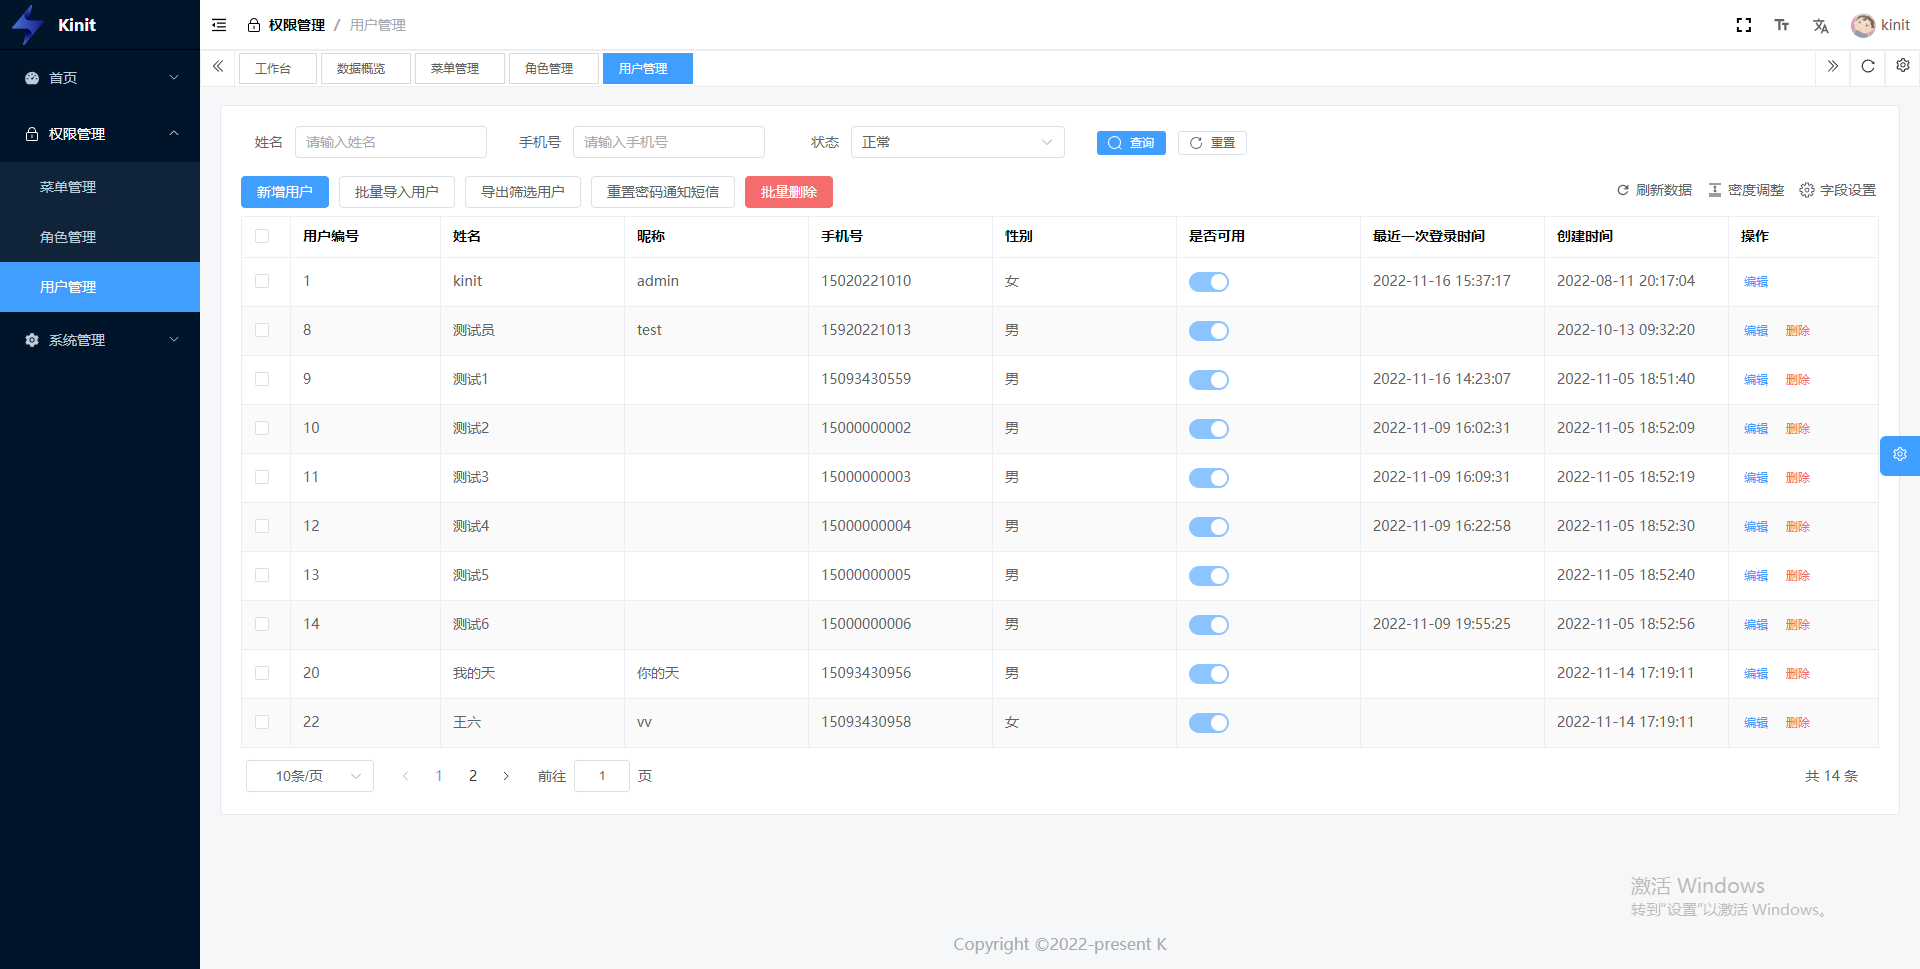 Kinit
权限管理 / 用户管理
kinit
首页
权限管理
菜单管理
角色管理
用户管理
系统管理
工作台 数据概览 菜单管理 角色管理 用户管理
姓名 请输入姓名 手机号 请输入手机号 状态 正常 查询 重置
新增用户 批量导入用户 导出筛选用户 重置密码通知短信 批量删除 刷新数据 密度调整 字段设置
用户编号 姓名 昵称 手机号 性别 是否可用 最近一次登录时间 创建时间 操作
1 kinit admin 15020221010 女 2022-11-16 15:37:17 2022-08-11 20:17:04 编辑
8 测试员 test 15920221013 男 2022-10-13 09:32:20 编辑 删除
9 测试1 15093430559 男 2022-11-16 14:23:07 2022-11-05 18:51:40 编辑 删除
10 测试2 15000000002 男 2022-11-09 16:02:31 2022-11-05 18:52:09 编辑 删除
11 测试3 15000000003 男 2022-11-09 16:09:31 2022-11-05 18:52:19 编辑 删除
12 测试4 15000000004 男 2022-11-09 16:22:58 2022-11-05 18:52:30 编辑 删除
13 测试5 15000000005 男 2022-11-05 18:52:40 编辑 删除
14 测试6 15000000006 男 2022-11-09 19:55:25 2022-11-05 18:52:56 编辑 删除
20 我的天 你的天 15093430956 男 2022-11-14 17:19:11 编辑 删除
22 王六 vv 15093430958 女 2022-11-14 17:19:11 编辑 删除
10条/页 1 2 前往 1 页 共 14 条
激活 Windows
转到"设置"以激活 Windows。
Copyright ©2022-present K